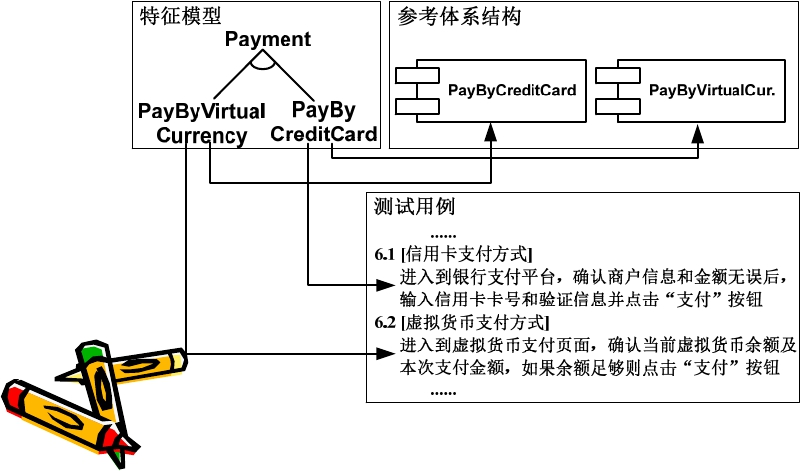 特征模型
Payment
PayByVirtual
Currency
PayBy
CreditCard
参考体系结构
PayByCreditCard
PayByVirtualCur.
测试用例
......
6.1 [信用卡支付方式]
进入到银行支付平台，确认商户信息和金额无误后，
输入信用卡卡号和验证信息并点击“支付”按钮
6.2 [虚拟货币支付方式]
进入到虚拟货币支付页面，确认当前虚拟货币余额及
本次支付金额，如果余额足够则点击“支付”按钮
......